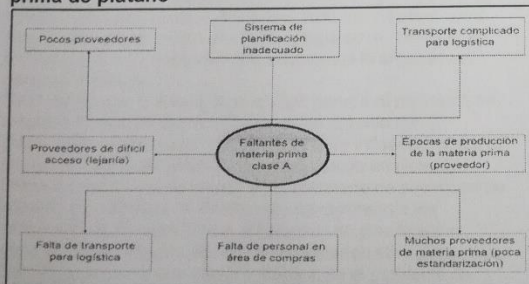 prima de plátano
Pocos proveedores
Sistema de
planificación
inadecuado
Transporte complicado
para logística
Proveedores de difícil
acceso (lejanía)
Faltantes de
materia prima
clase A
Épocas de producción
de la materia prima
(proveedor)
Falta de transporte
para logística
Falta de personal en
área de compras
Muchos proveedores
de materia prima (poca
estandarización)